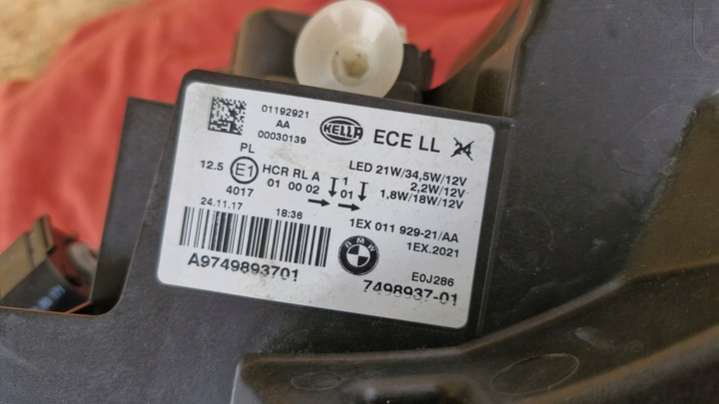 01192921
AA
00030139
HELLA
ECE LL
24
PL
12.5
E1
4017
HCR RL A
01 00 02
1
01
LED 21W/34,5W/12V
2,2W/12V
1,8W/18W/12V
24.11.17 18:36
1EX 011 929-21/AA
1EX.2021
BMW
A9749893701
E0J286
7498937-01